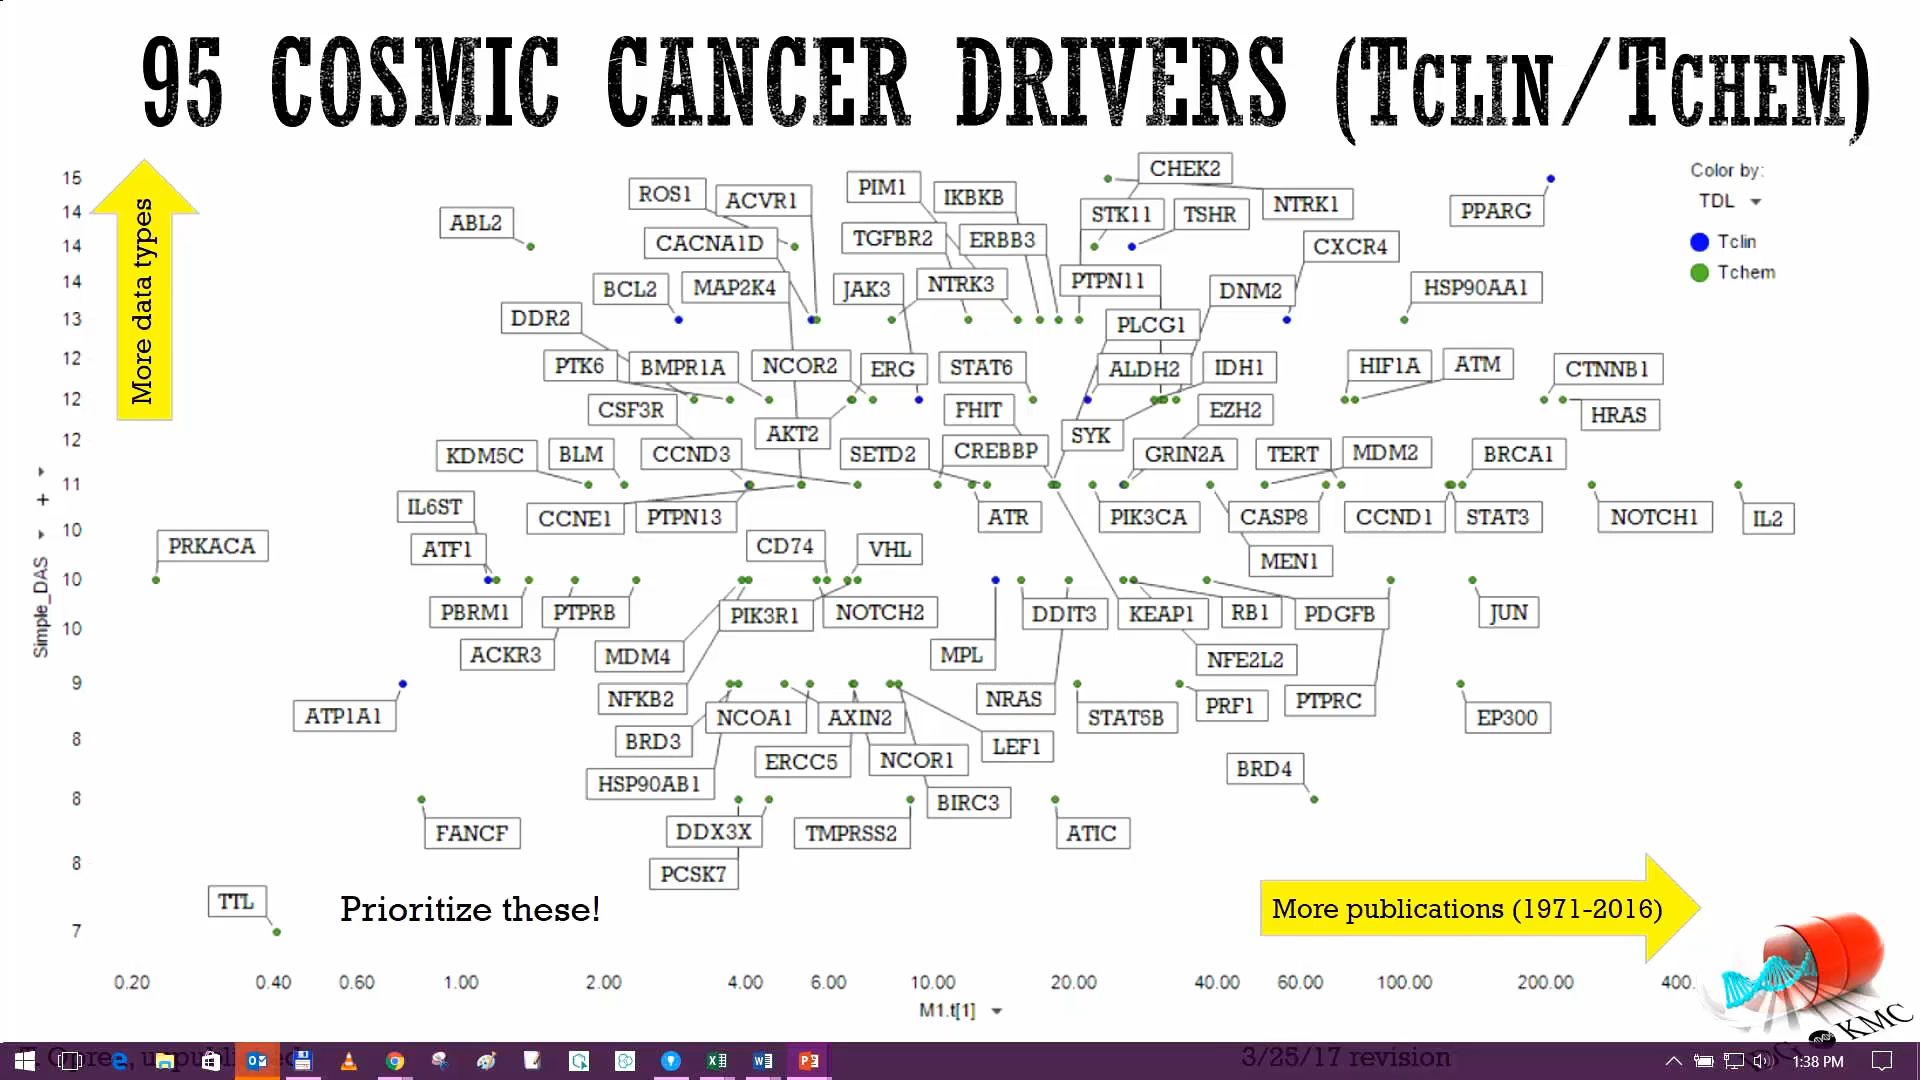 95 COSMIC CANCER DRIVERS (TCLIN/TCHEM)
More data types
Color by:
TDL
Tclin
Tchem
15
14
14
14
13
12
12
12
11
10
10
10
9
8
8
8
7
Simple_DAS
+
CHEK2
PIM1
ROS1
ACVR1
IKBKB
NTRK1
PPARG
ABL2
STK11
TSHR
CACNA1D
TGFBR2
ERBB3
CXCR4
BCL2
MAP2K4
JAK3
NTRK3
PTPN11
DNM2
HSP90AA1
DDR2
PLCG1
PTK6
BMPR1A
NCOR2
ERG
STAT6
ALDH2
IDH1
HIF1A
ATM
CTNNB1
CSF3R
FHIT
EZH2
HRAS
AKT2
SYK
KDM5C
BLM
CCND3
SETD2
CREBBP
GRIN2A
TERT
MDM2
BRCA1
IL6ST
CCNE1
PTPN13
ATR
PIK3CA
CASP8
CCND1
STAT3
NOTCH1
IL2
PRKACA
ATF1
CD74
VHL
MEN1
PBRM1
PTPRB
PIK3R1
NOTCH2
DDIT3
KEAP1
RB1
PDGFB
JUN
ACKR3
MDM4
MPL
NFE2L2
NFKB2
NRAS
PRF1
PTPRC
ATP1A1
NCOA1
AXIN2
STAT5B
EP300
BRD3
LEF1
ERCC5
NCOR1
BRD4
HSP90AB1
BIRC3
FANCF
DDX3X
TMPRSS2
ATIC
PCSK7
TTL
Prioritize these!
More publications (1971-2016)
0.20
0.40
0.60
1.00
2.00
4.00
6.00
10.00
20.00
40.00
60.00
100.00
200.00
400.
M1.t[1]
KMC
3/25/17 revision
1:38 PM